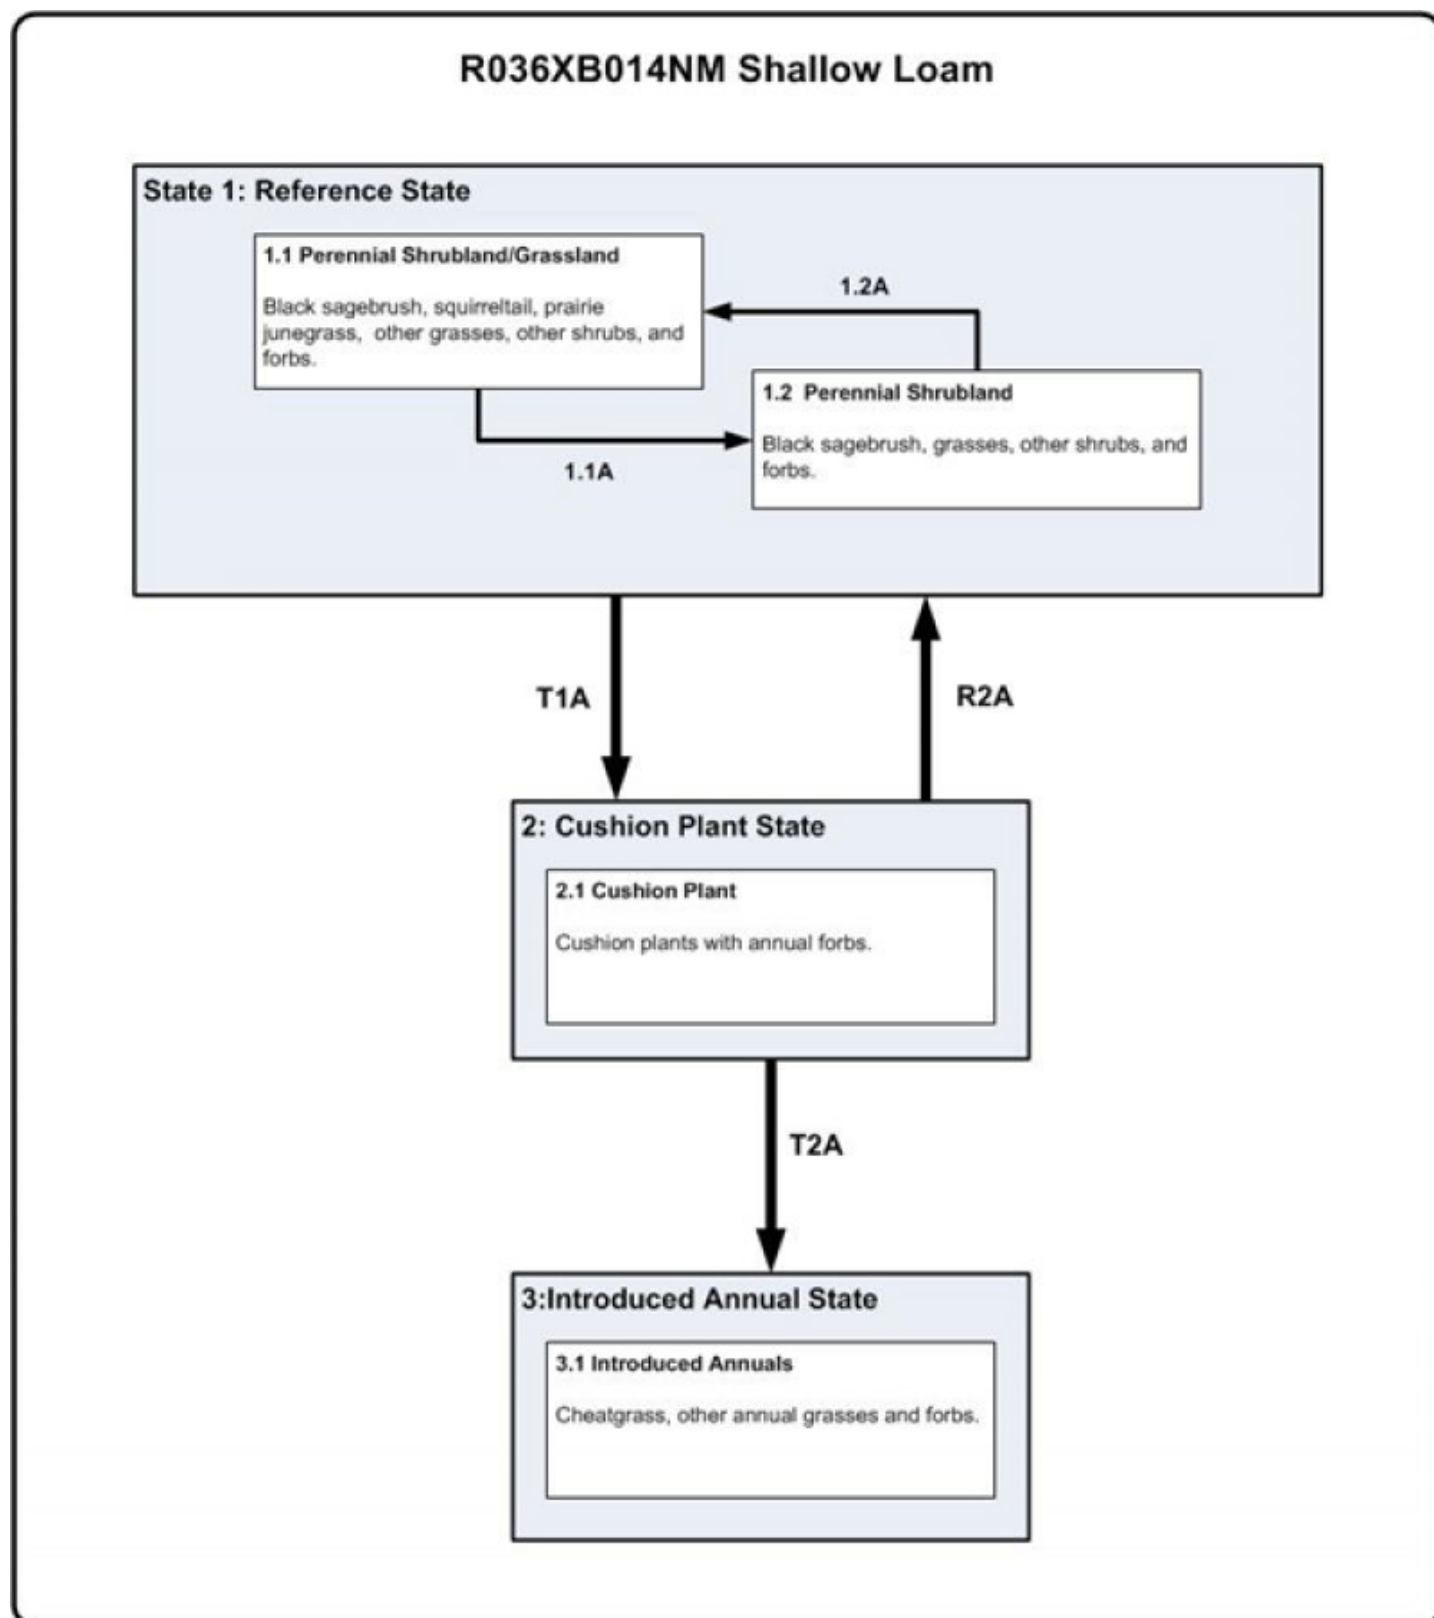 R036XB014NM Shallow Loam
State 1: Reference State
1.1 Perennial Shrubland/Grassland
Black sagebrush, squirreltail, prairie
junegrass,  other grasses, other shrubs, and
forbs.
1.2A
1.2  Perennial Shrubland
Black sagebrush, grasses, other shrubs, and
forbs.
1.1A
T1A
R2A
2: Cushion Plant State
2.1 Cushion Plant
Cushion plants with annual forbs.
T2A
3:Introduced Annual State
3.1 Introduced Annuals
Cheatgrass, other annual grasses and forbs.